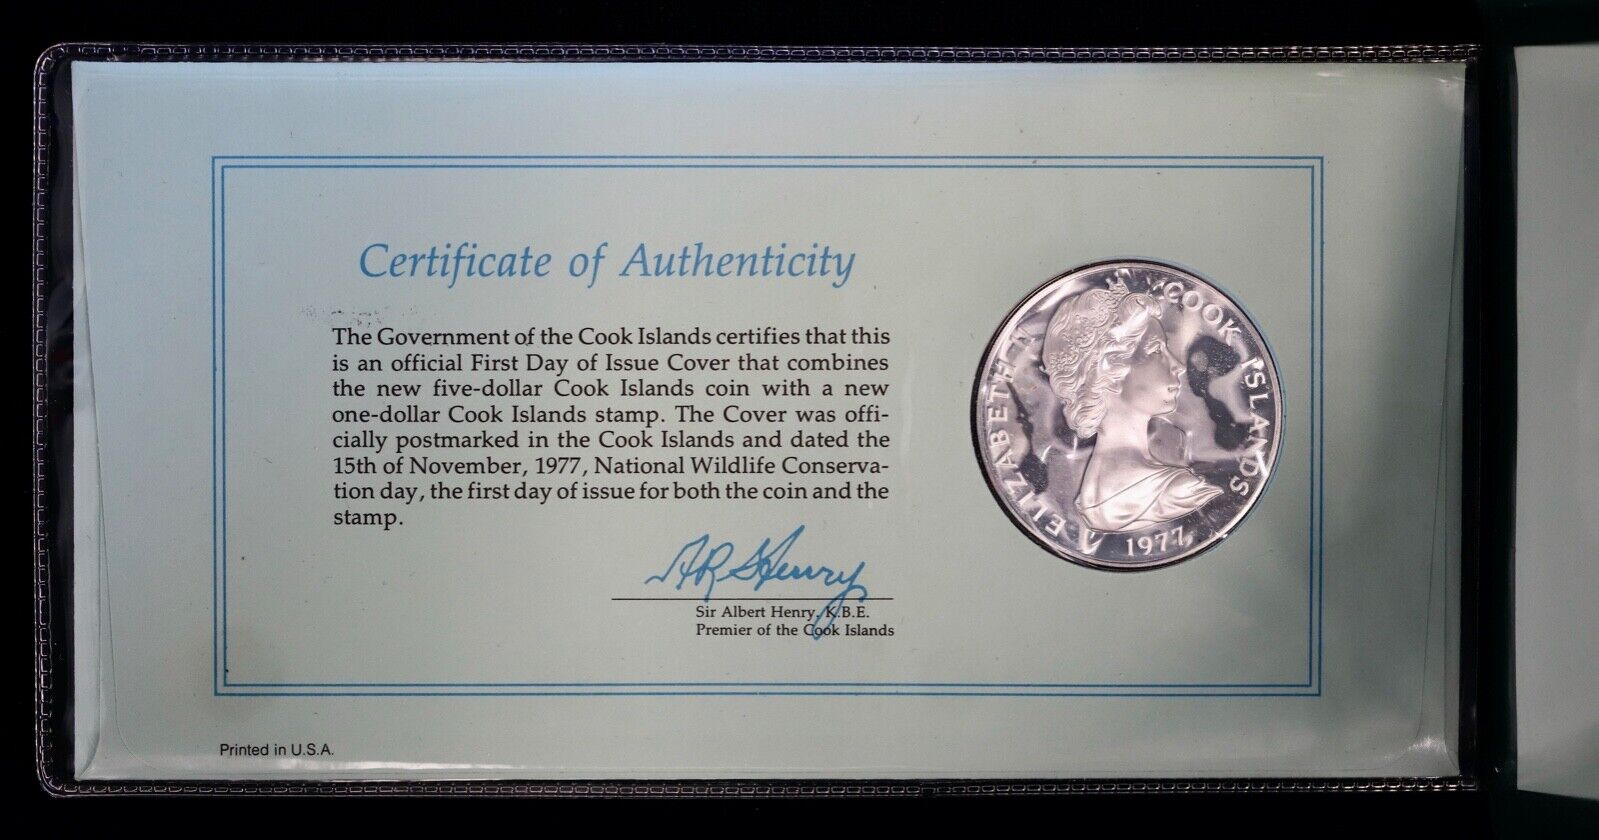 Certificate of Authenticity
The Government of the Cook Islands certifies that this
is an official First Day of Issue Cover that combines
the new five-dollar Cook Islands coin with a new
one-dollar Cook Islands stamp. The Cover was offi-
cially postmarked in the Cook Islands and dated the
15th of November, 1977, National Wildlife Conserva-
tion day, the first day of issue for both the coin and the
stamp.
AR Henry
Sir Albert Henry, K.B.E.
Premier of the Cook Islands
Printed in U.S.A.
ELIZABETH II
COOK ISLANDS
1977